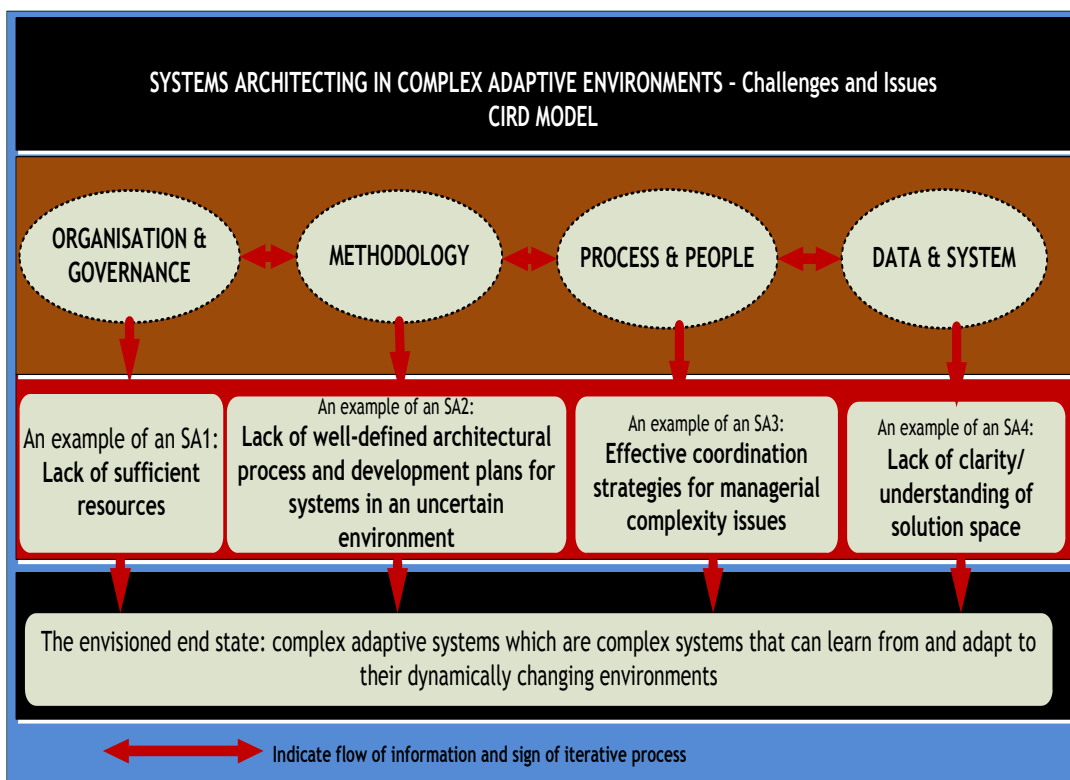 SYSTEMS ARCHITECTING IN COMPLEX ADAPTIVE ENVIRONMENTS - Challenges and Issues
CIRD MODEL
ORGANISATION &
GOVERNANCE
METHODOLOGY
PROCESS & PEOPLE
DATA & SYSTEM
An example of an SA1:
Lack of sufficient
resources
An example of an SA2:
Lack of well-defined architectural
process and development plans for
systems in an uncertain
environment
An example of an SA3:
Effective coordination
strategies for managerial
complexity issues
An example of an SA4:
Lack of clarity/
understanding of
solution space
The envisioned end state: complex adaptive systems which are complex systems that can learn from and adapt to
their dynamically changing environments
Indicate flow of information and sign of iterative process